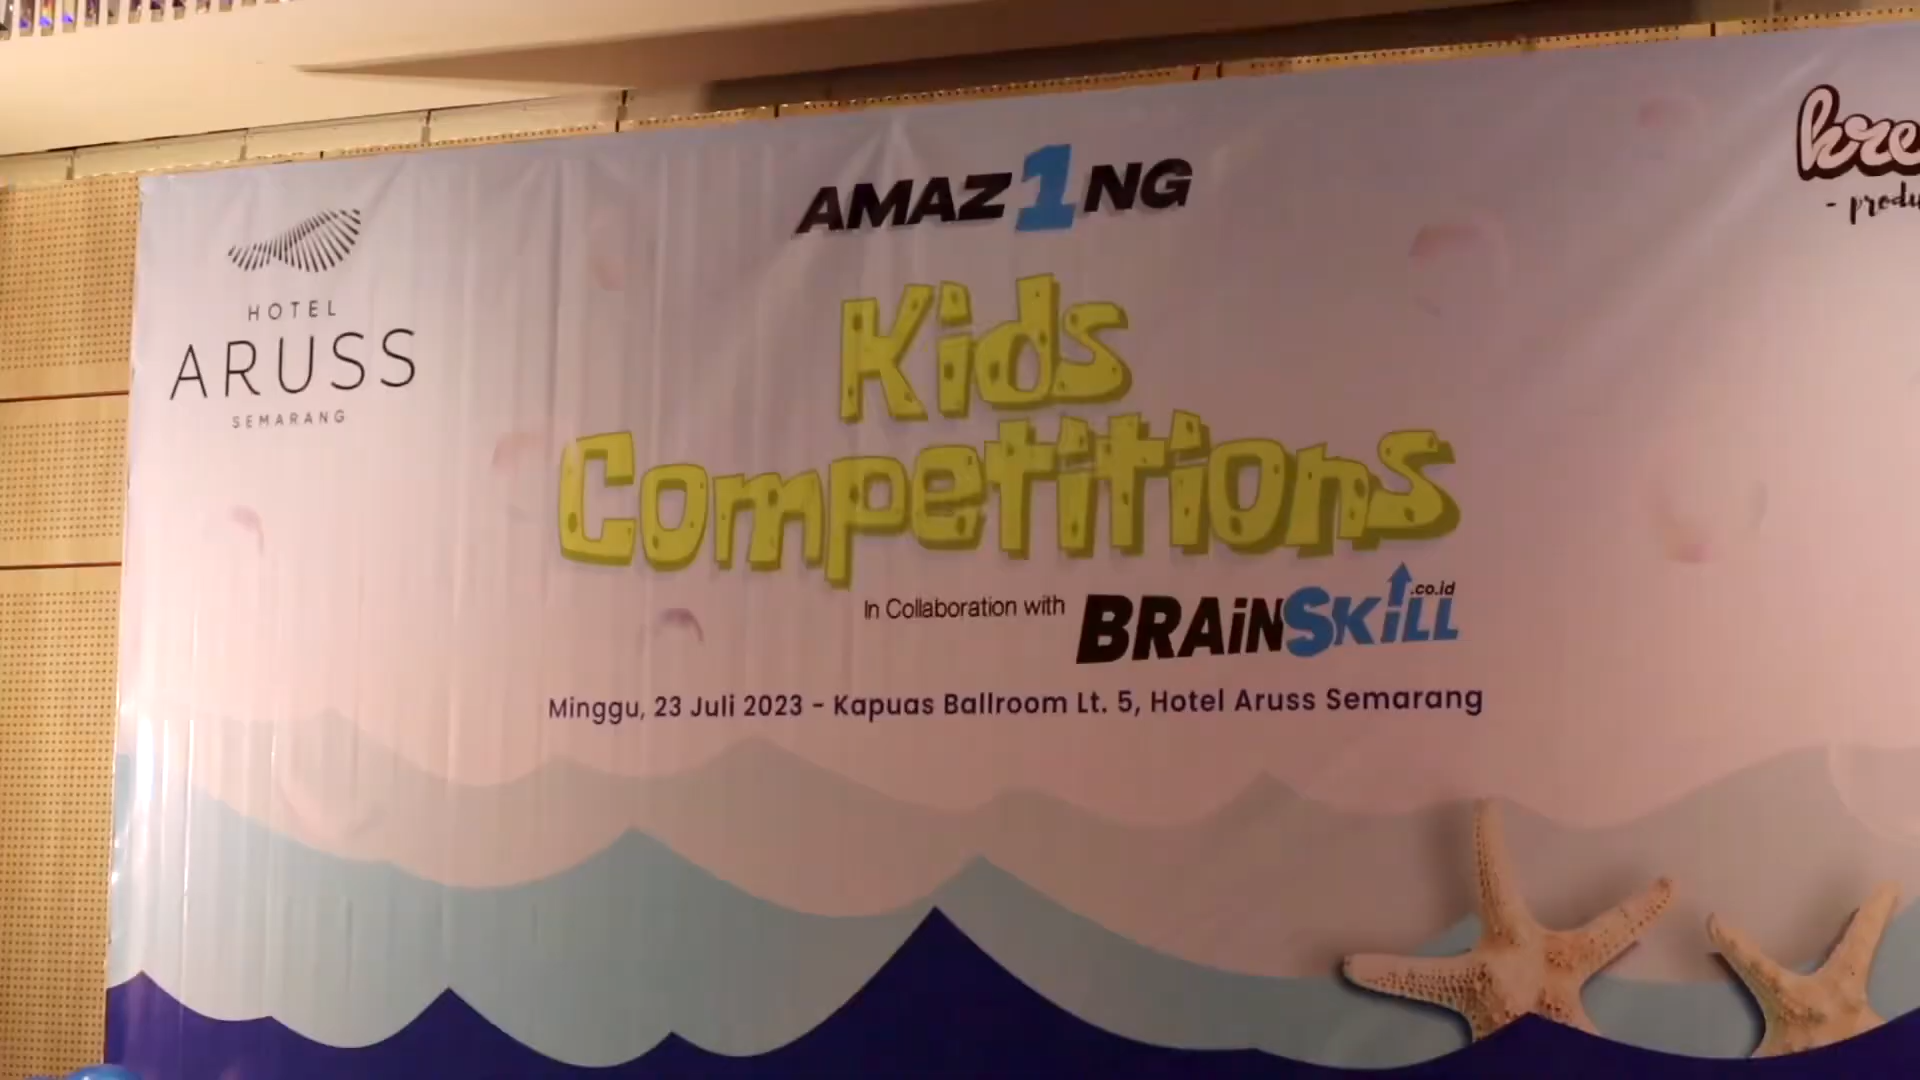 HOTEL
ARUSS
SEMARANG
AMAZ1NG
Kids
Competitions
In Collaboration with BRAiNSKiLL.co.id
Minggu, 23 Juli 2023 - Kapuas Ballroom Lt. 5, Hotel Aruss Semarang